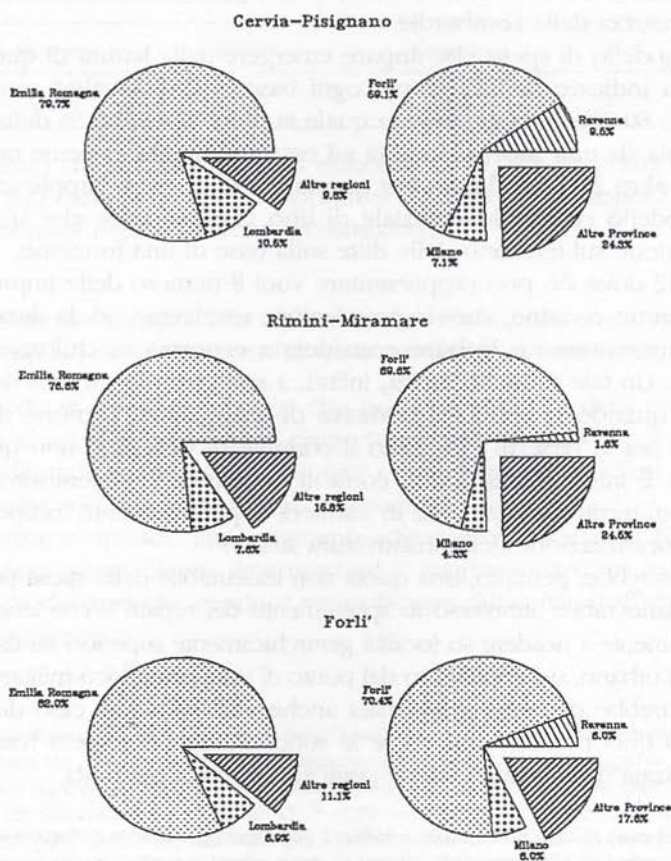 Cervia-Pisignano
Emilia Romagna
79.7%
Altre regioni
9.8%
Lombardia
10.5%
Forli'
59.1%
Ravenna
9.5%
Altre Province
24.3%
Milano
7.1%
Rimini-Miramare
Emilia Romagna
76.6%
Altre regioni
15.8%
Lombardia
7.6%
Forli'
69.6%
Ravenna
1.6%
Altre Province
24.5%
Milano
4.3%
Forli'
Emilia Romagna
82.0%
Altre regioni
11.1%
Lombardia
6.9%
Forli'
70.4%
Ravenna
6.0%
Altre Province
17.6%
Milano
6.0%